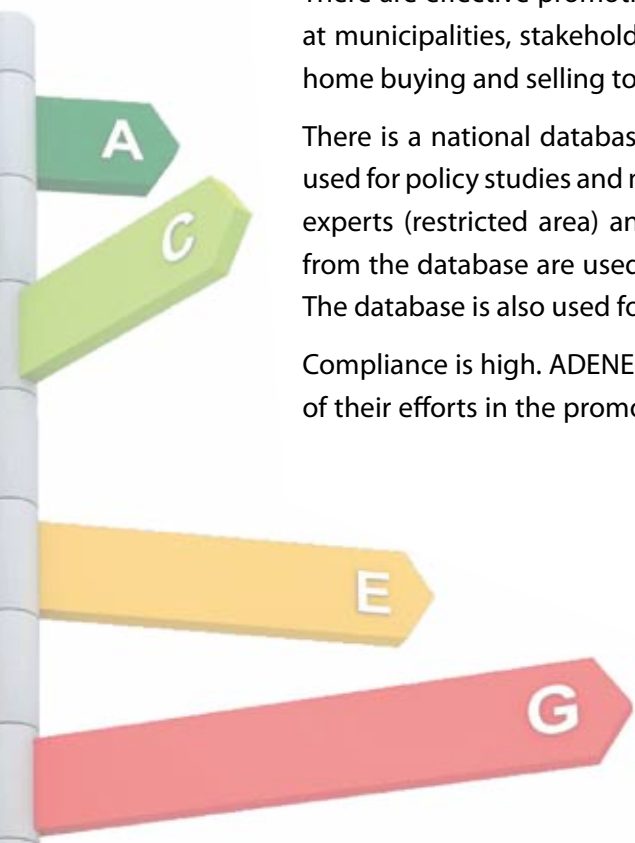 There are effective
at municipalities, stakehold
home buying and selling to
There is a national databas
used for policy studies and
experts (restricted area) an
from the database are used
The database is also used fo
Compliance is high. ADENE
of their efforts in the promo
A
C
E
G